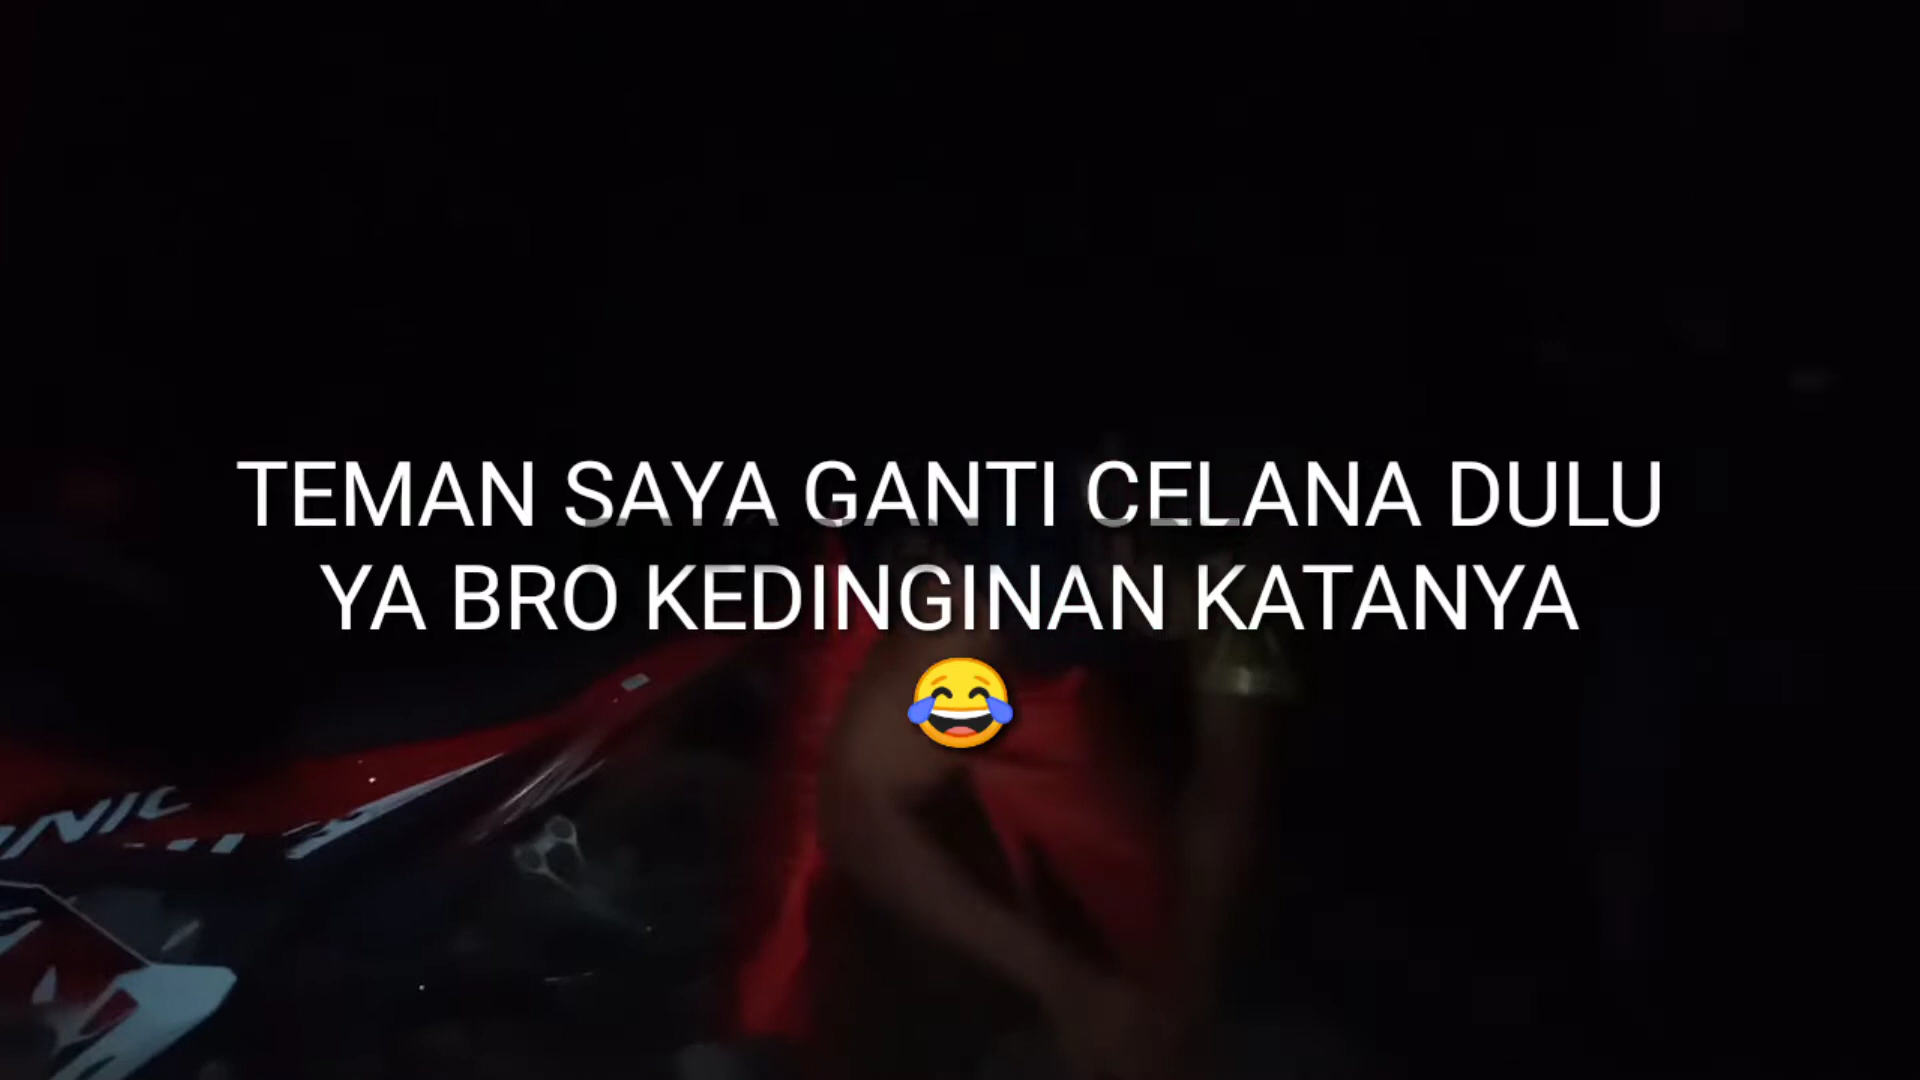 TEMAN SAYA GANTI CELANA DULU
YA BRO KEDINGINAN KATANYA
😂